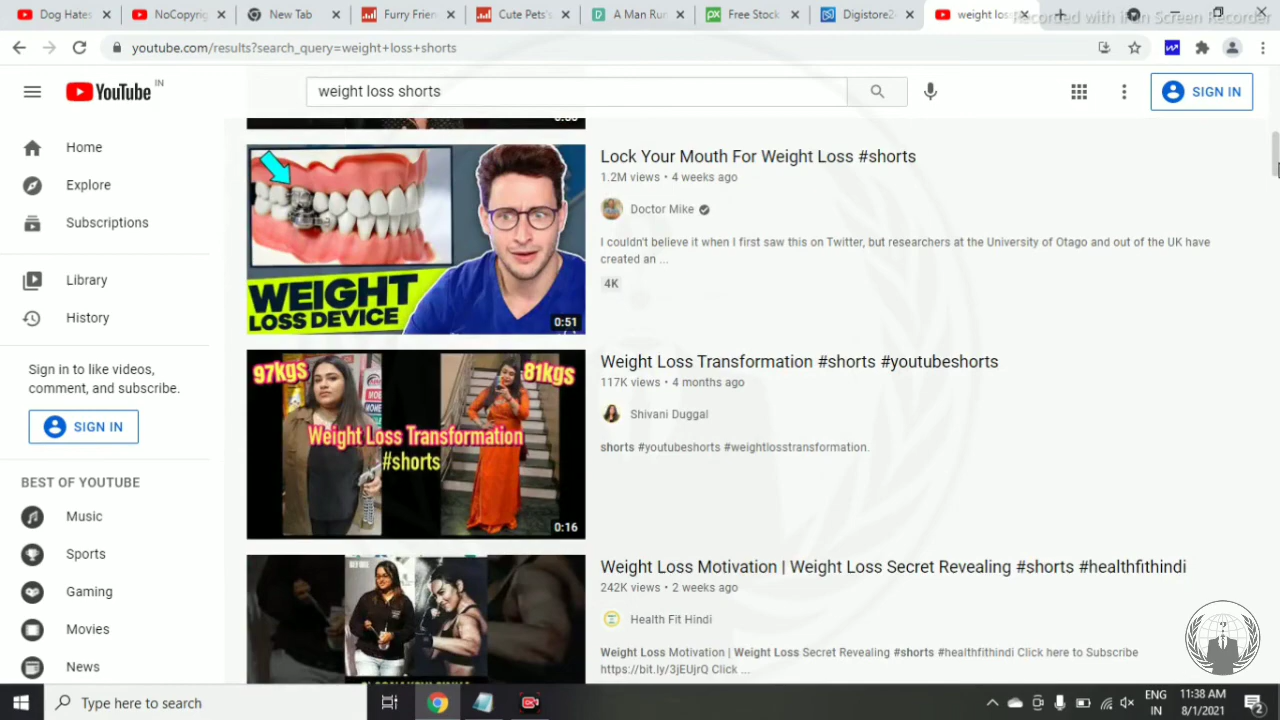 Dog Hates
NoCopyrig
New Tab
Furry Frien
Cute Pets's
A Man Run
Free Stock
Digistore2
weight los
Recorded with iFun Screen Recorder
youtube.com/results?search_query=weight+loss+shorts
YouTube IN
weight loss shorts
SIGN IN
Home
Explore
Subscriptions
Library
History
Sign in to like videos,
comment, and subscribe.
SIGN IN
BEST OF YOUTUBE
Music
Sports
Gaming
Movies
News
WEIGHT
LOSS DEVICE
0:51
Lock Your Mouth For Weight Loss #shorts
1.2M views • 4 weeks ago
Doctor Mike
I couldn't believe it when I first saw this on Twitter, but researchers at the University of Otago and out of the UK have
created an ...
4K
97kgs
81kgs
Weight Loss Transformation
#shorts
0:16
Weight Loss Transformation #shorts #youtubeshorts
117K views • 4 months ago
Shivani Duggal
shorts #youtubeshorts #weightlosstransformation.
Weight Loss Motivation | Weight Loss Secret Revealing #shorts #healthfithindi
242K views • 2 weeks ago
Health Fit Hindi
Weight Loss Motivation | Weight Loss Secret Revealing #shorts #healthfithindi Click here to Subscribe
https://bit.ly/3jEUjrQ Click ...
Type here to search
ENG
IN
11:38 AM
8/1/2021
2